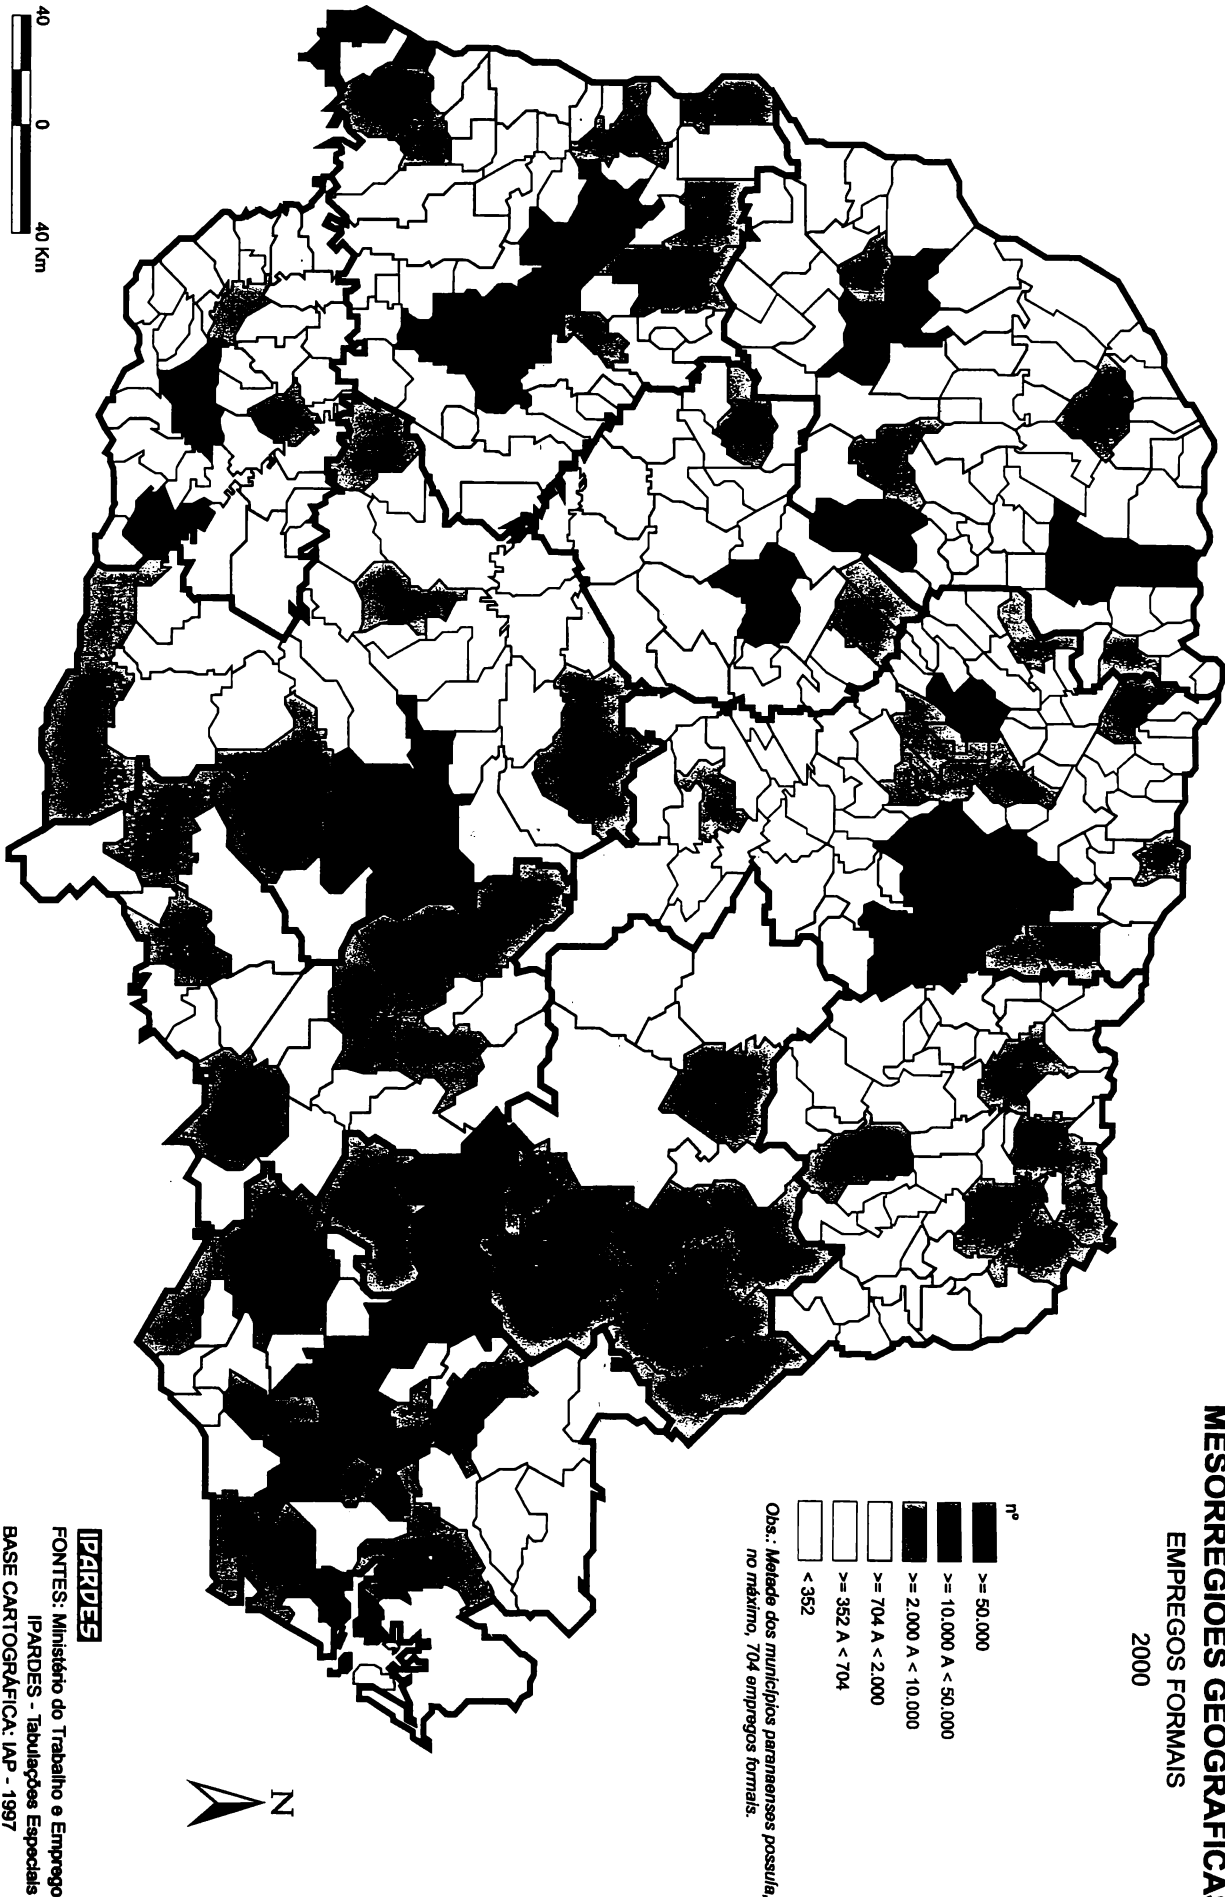 MESORREGIÕES GEOGRÁFICAS
EMPREGOS FORMAIS
2000
nº
>= 50.000
>= 10.000 A < 50.000
>= 2.000 A < 10.000
>= 704 A < 2.000
>= 352 A < 704
< 352
Obs.: Metade dos municípios paranaenses possuía,
no máximo, 704 empregos formais.
40 0 40 Km
N
IPARDES
FONTES: Ministério do Trabalho e Emprego
IPARDES - Tabulações Especiais
BASE CARTOGRÁFICA: IAP - 1997